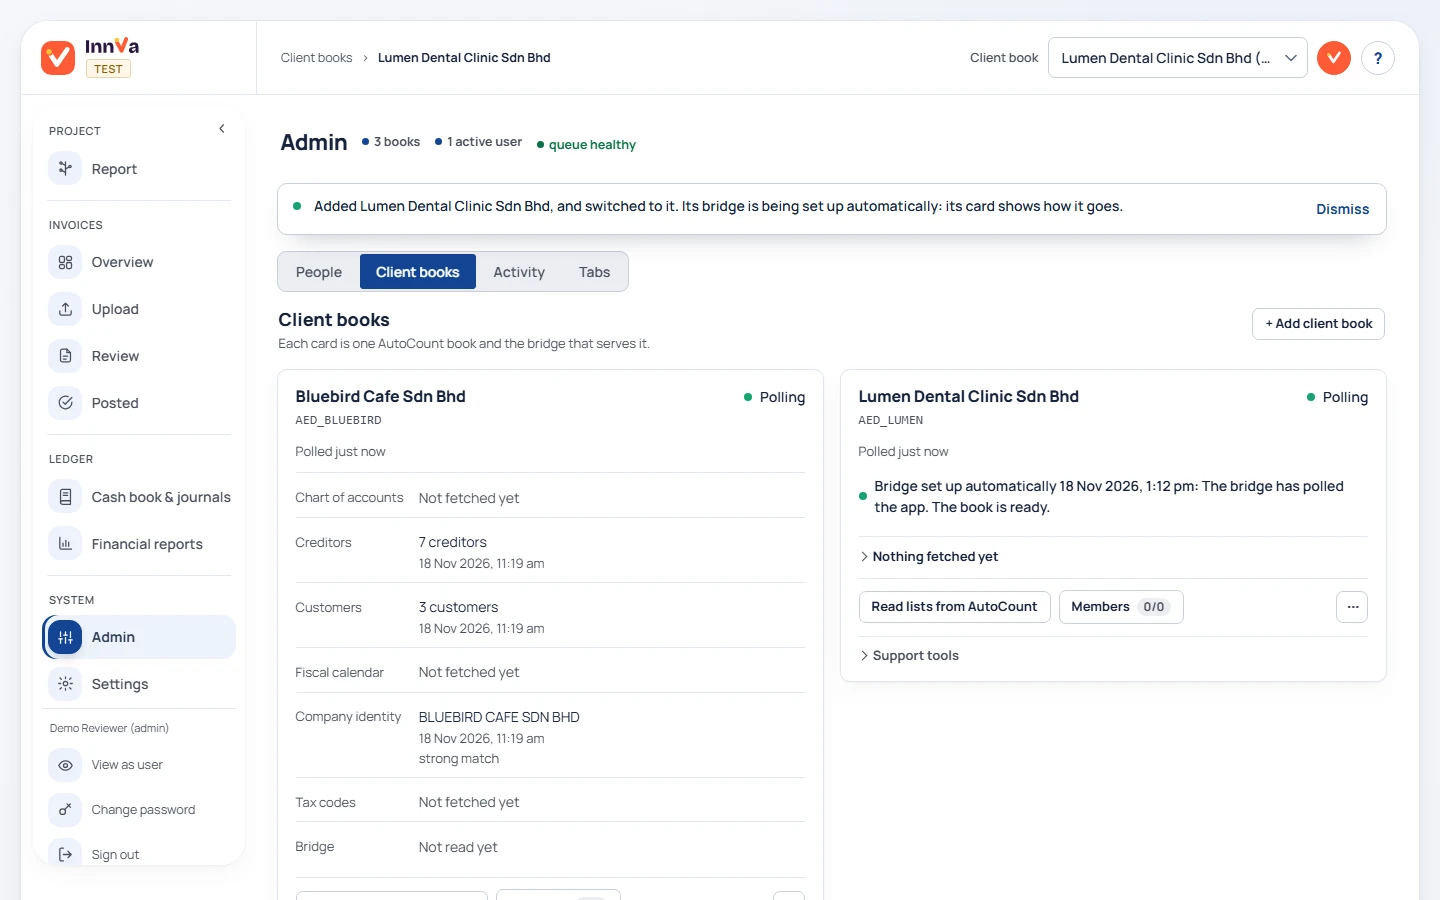 InnVa
TEST
Client books › Lumen Dental Clinic Sdn Bhd
Client book
Lumen Dental Clinic Sdn Bhd (...
?
PROJECT
Report
INVOICES
Overview
Upload
Review
Posted
LEDGER
Cash book & journals
Financial reports
SYSTEM
Admin
Settings
Demo Reviewer (admin)
View as user
Change password
Sign out
Admin
3 books
1 active user
queue healthy
Added Lumen Dental Clinic Sdn Bhd, and switched to it. Its bridge is being set up automatically: its card shows how it goes.
Dismiss
People
Client books
Activity
Tabs
Client books
Each card is one AutoCount book and the bridge that serves it.
+ Add client book
Bluebird Cafe Sdn Bhd
Polling
AED_BLUEBIRD
Polled just now
Chart of accounts
Not fetched yet
Creditors
7 creditors
18 Nov 2026, 11:19 am
Customers
3 customers
18 Nov 2026, 11:19 am
Fiscal calendar
Not fetched yet
Company identity
BLUEBIRD CAFE SDN BHD
18 Nov 2026, 11:19 am
strong match
Tax codes
Not fetched yet
Bridge
Not read yet
Lumen Dental Clinic Sdn Bhd
Polling
AED_LUMEN
Polled just now
Bridge set up automatically 18 Nov 2026, 1:12 pm: The bridge has polled
the app. The book is ready.
Nothing fetched yet
Read lists from AutoCount
Members 0/0
...
Support tools